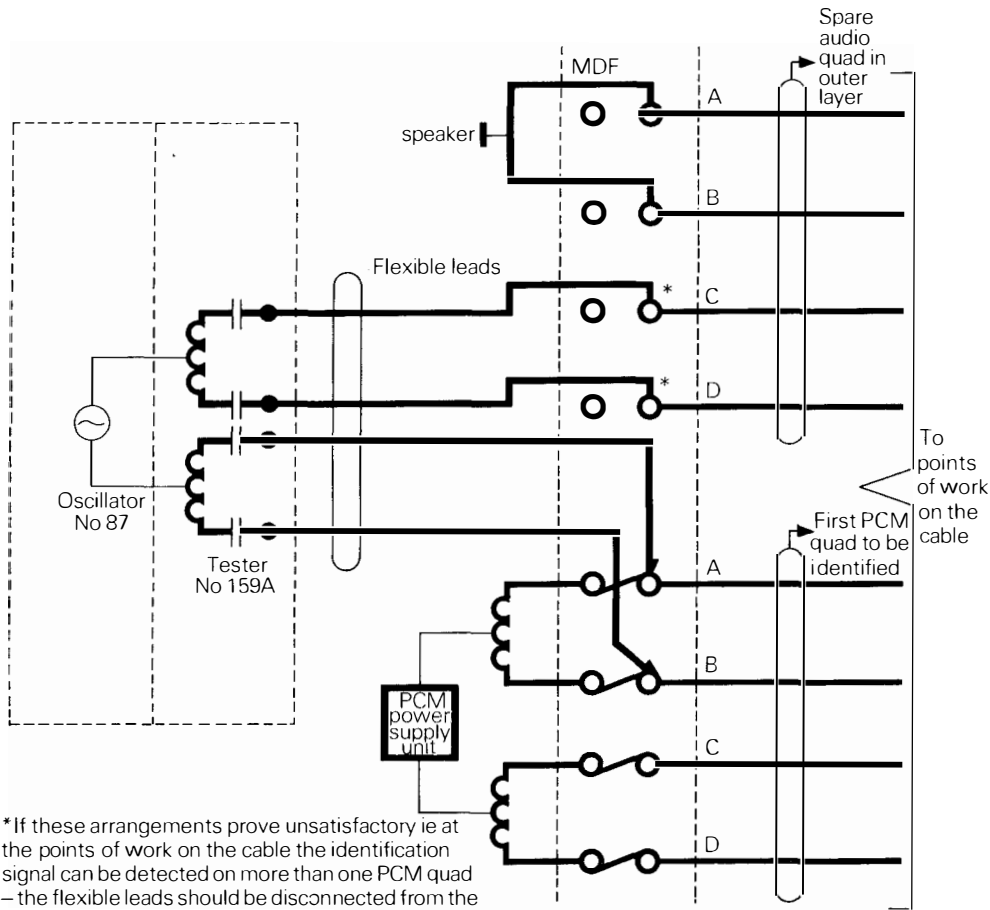 Spare
audio
quad in
outer
layer
MDF
A
speaker
B
Flexible leads
*
C
*
D
Oscillator
No 87
Tester
No 159A
To
points
of work
on the
cable
First PCM
quad to be
identified
A
B
PCM
power
supply
unit
C
D
*If these arrangements prove unsatisfactory ie at
the points of work on the cable the identification
signal can be detected on more than one PCM quad
– the flexible leads should be disconnected from the